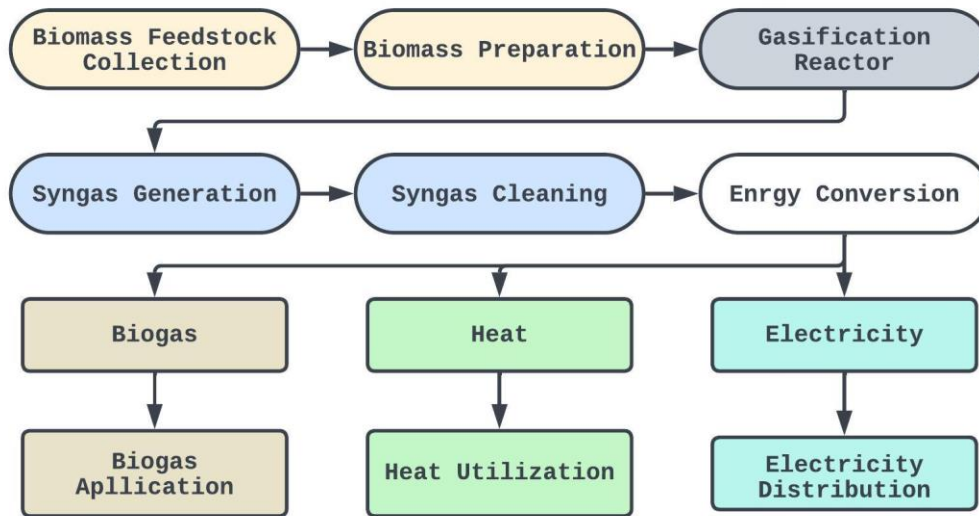 Biomass Feedstock
Collection
Biomass Preparation
Gasification
Reactor
Syngas Generation
Syngas Cleaning
Enrgy Conversion
Biogas
Heat
Electricity
Biogas
Apllication
Heat Utilization
Electricity
Distribution